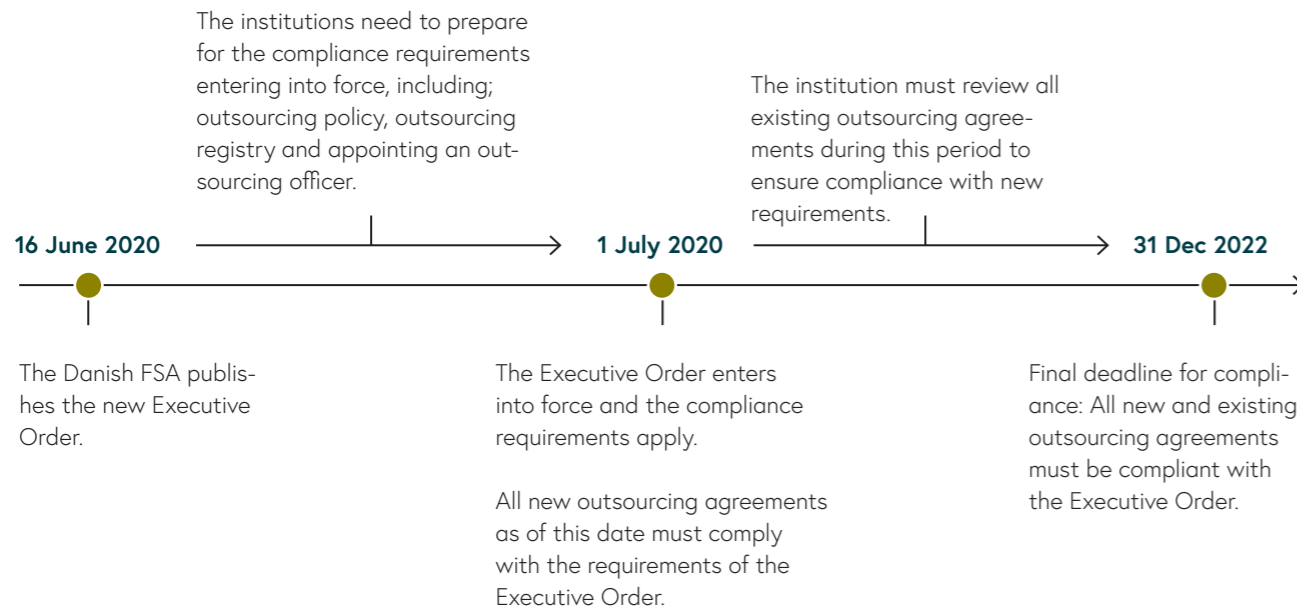 The institutions need to prepare
for the compliance requirements
entering into force, including;
outsourcing policy, outsourcing
registry and appointing an out-
sourcing officer.
The institution must review all
existing outsourcing agree-
ments during this period to
ensure compliance with new
requirements.
16 June 2020
1 July 2020
31 Dec 2022
The Danish FSA publis-
hes the new Executive
Order.
The Executive Order enters
into force and the compliance
requirements apply.
All new outsourcing agreements
as of this date must comply
with the requirements of the
Executive Order.
Final deadline for compli-
ance: All new and existing
outsourcing agreements
must be compliant with
the Executive Order.